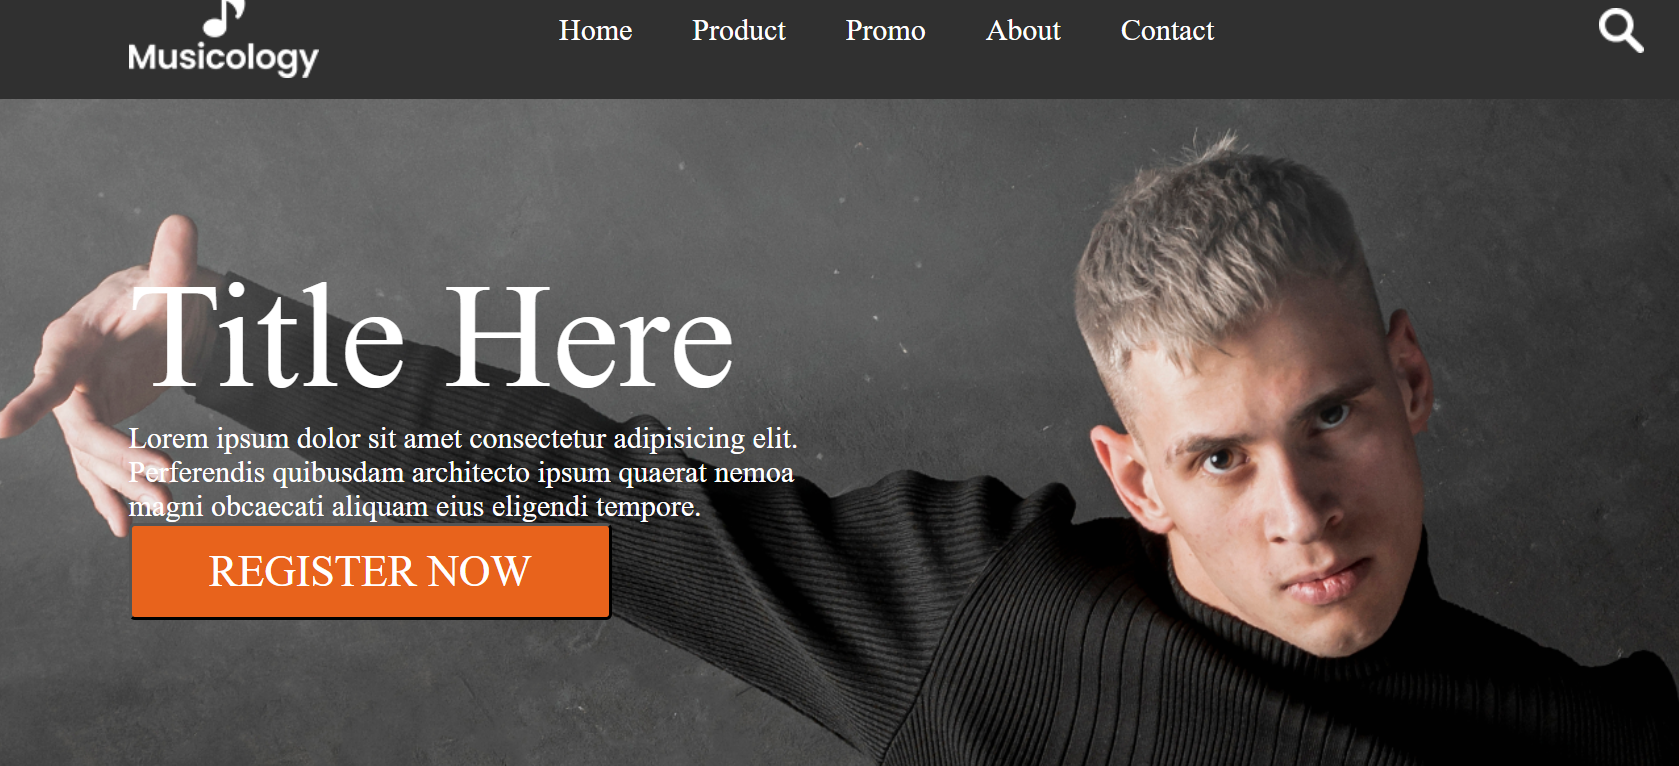 Musicology
Home Product Promo About Contact
Title Here
Lorem ipsum dolor sit amet consectetur adipisicing elit.
Perferendis quibusdam architecto ipsum quaerat nemoa
magni obcaecati aliquam eius eligendi tempore.
REGISTER NOW